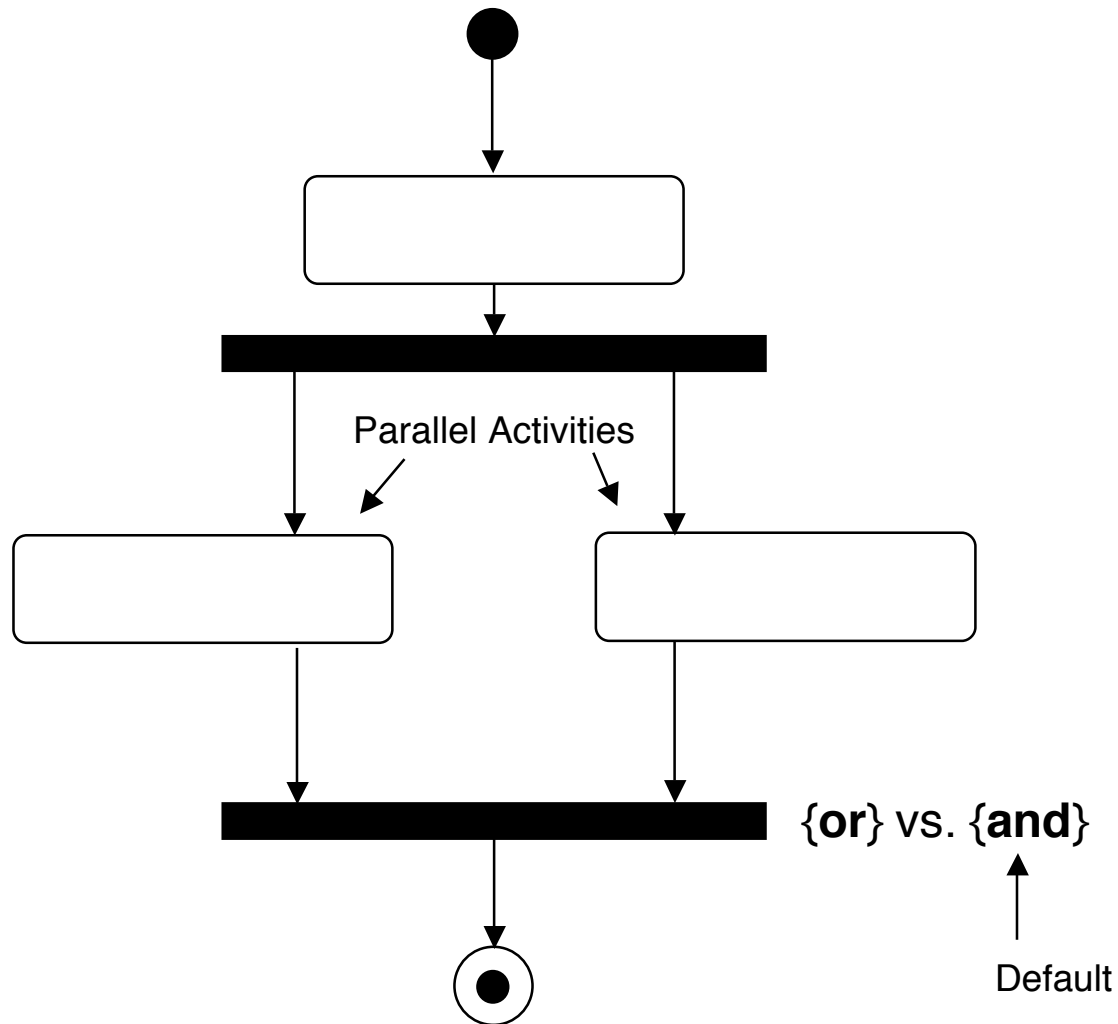 Parallel Activities
{or} vs. {and}
Default